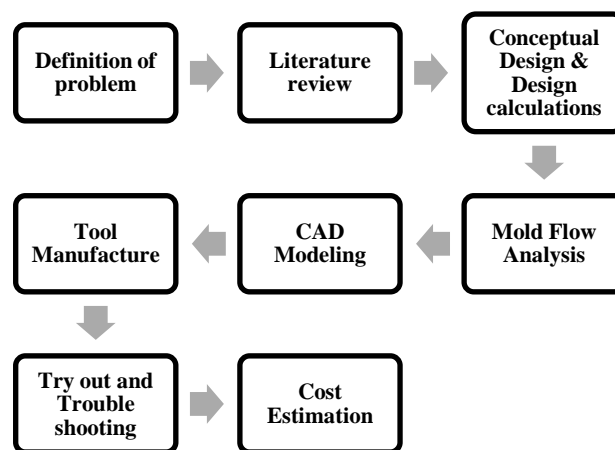 Definition of
problem
Literature
review
Conceptual
Design &
Design
calculations
Mold Flow
Analysis
CAD
Modeling
Tool
Manufacture
Try out and
Trouble
shooting
Cost
Estimation